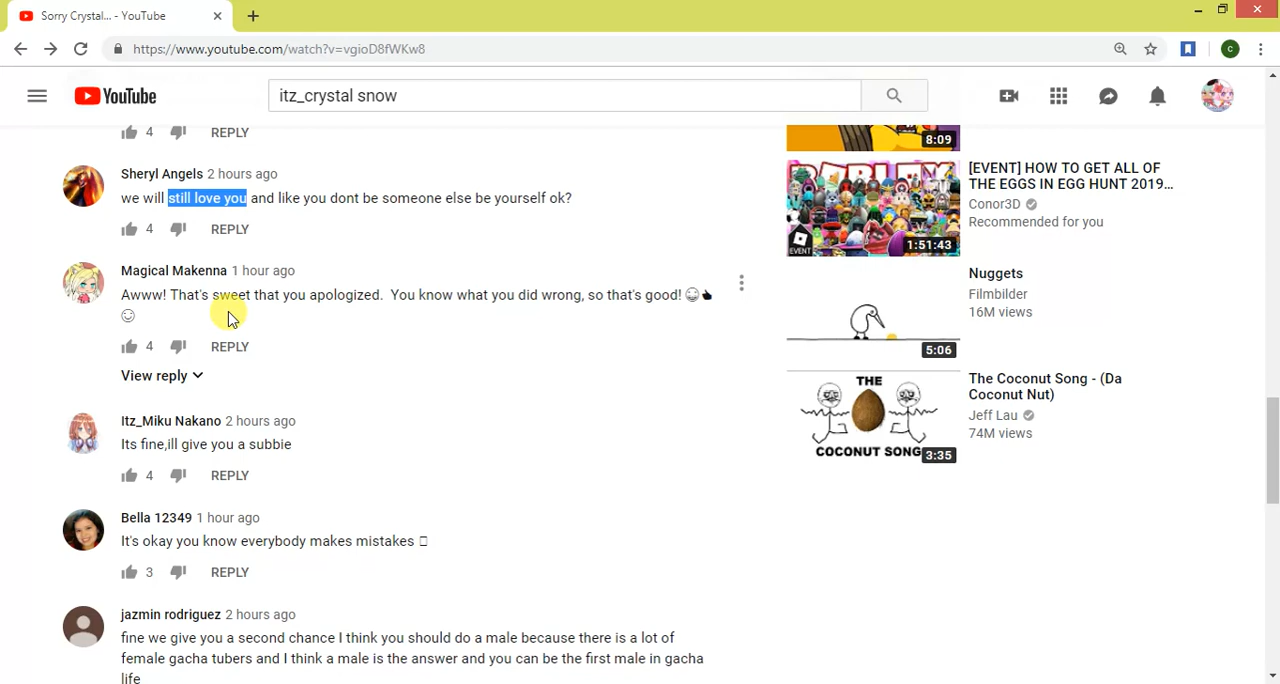 Sorry Crystal... - YouTube
https://www.youtube.com/watch?v=vgioD8fWKw8
C
YouTube
itz_crystal snow
4
REPLY
Sheryl Angels 2 hours ago
we will still love you and like you dont be someone else be yourself ok?
4
REPLY
Magical Makenna 1 hour ago
Awww! That's sweet that you apologized. You know what you did wrong, so that's good!
4
REPLY
View reply
Itz_Miku Nakano 2 hours ago
Its fine,ill give you a subbie
4
REPLY
Bella 12349 1 hour ago
It's okay you know everybody makes mistakes
3
REPLY
jazmin rodriguez 2 hours ago
fine we give you a second chance I think you should do a male because there is a lot of
female gacha tubers and I think a male is the answer and you can be the first male in gacha
life
8:09
EVENT
1:51:43
[EVENT] HOW TO GET ALL OF
THE EGGS IN EGG HUNT 2019...
Conor3D
Recommended for you
5:06
Nuggets
Filmbilder
16M views
THE
COCONUT SONG
3:35
The Coconut Song - (Da
Coconut Nut)
Jeff Lau
74M views